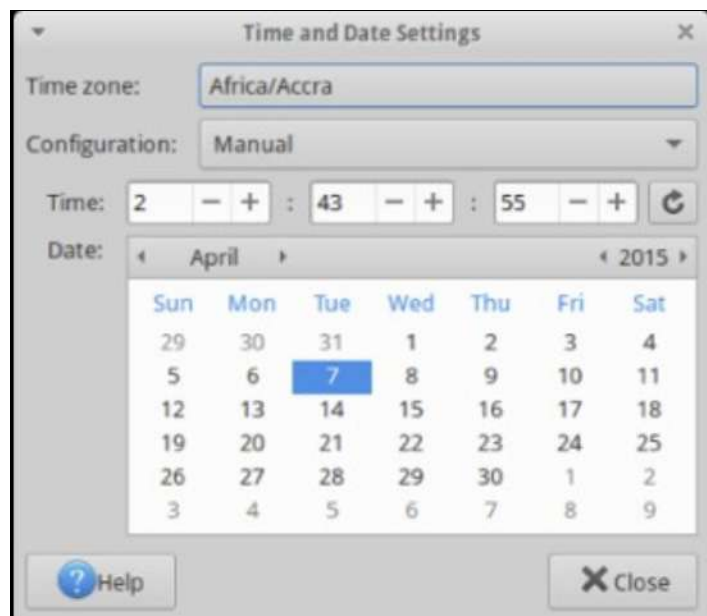 Time and Date Settings
Time zone: Africa/Accra
Configuration: Manual
Time: 2 : 43 : 55
Date: April 2015
Sun Mon Tue Wed Thu Fri Sat
29 30 31 1 2 3 4
5 6 7 8 9 10 11
12 13 14 15 16 17 18
19 20 21 22 23 24 25
26 27 28 29 30 1 2
3 4 5 6 7 8 9
Help Close